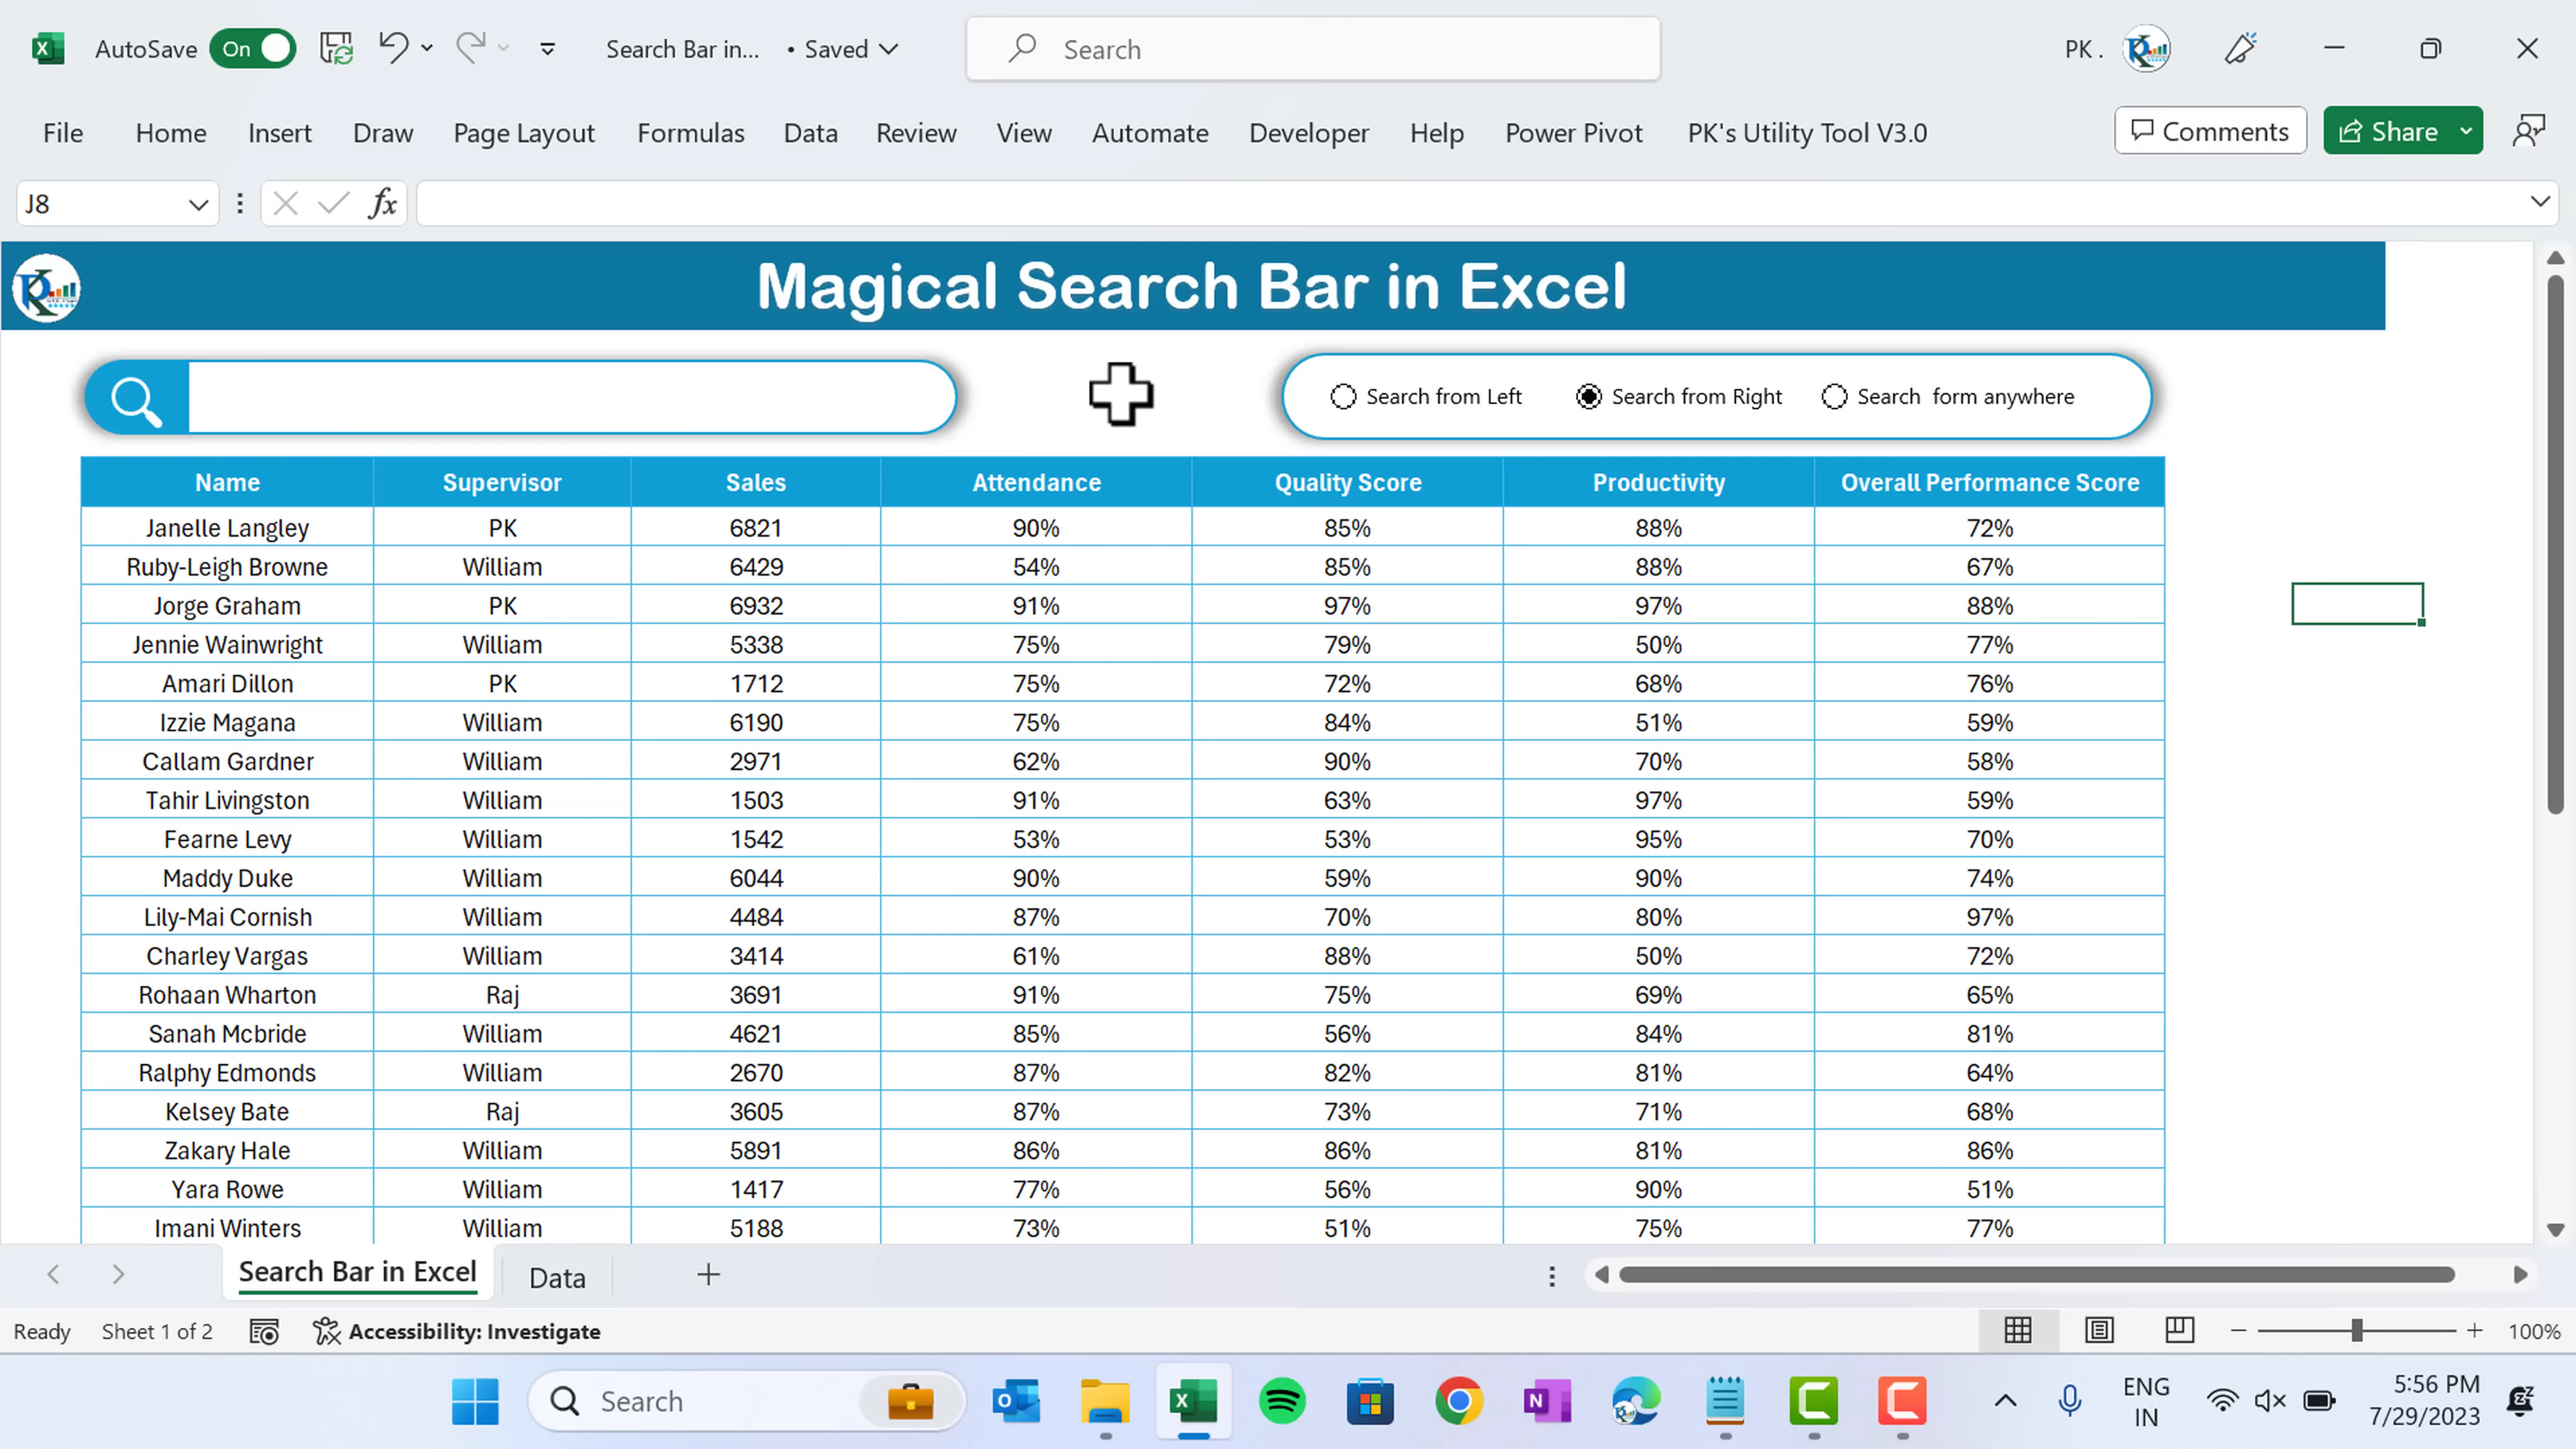 AutoSave On Search Bar in... • Saved Search PK .
File Home Insert Draw Page Layout Formulas Data Review View Automate Developer Help Power Pivot PK's Utility Tool V3.0 Comments Share
J8 fx
Magical Search Bar in Excel
Search from Left Search from Right Search form anywhere
Name Supervisor Sales Attendance Quality Score Productivity Overall Performance Score
Janelle Langley PK 6821 90% 85% 88% 72%
Ruby-Leigh Browne William 6429 54% 85% 88% 67%
Jorge Graham PK 6932 91% 97% 97% 88%
Jennie Wainwright William 5338 75% 79% 50% 77%
Amari Dillon PK 1712 75% 72% 68% 76%
Izzie Magana William 6190 75% 84% 51% 59%
Callam Gardner William 2971 62% 90% 70% 58%
Tahir Livingston William 1503 91% 63% 97% 59%
Fearne Levy William 1542 53% 53% 95% 70%
Maddy Duke William 6044 90% 59% 90% 74%
Lily-Mai Cornish William 4484 87% 70% 80% 97%
Charley Vargas William 3414 61% 88% 50% 72%
Rohaan Wharton Raj 3691 91% 75% 69% 65%
Sanah Mcbride William 4621 85% 56% 84% 81%
Ralphy Edmonds William 2670 87% 82% 81% 64%
Kelsey Bate Raj 3605 87% 73% 71% 68%
Zakary Hale William 5891 86% 86% 81% 86%
Yara Rowe William 1417 77% 56% 90% 51%
Imani Winters William 5188 73% 51% 75% 77%
Search Bar in Excel Data
Ready Sheet 1 of 2 Accessibility: Investigate 100%
Search ENG 5:56 PM
IN 7/29/2023